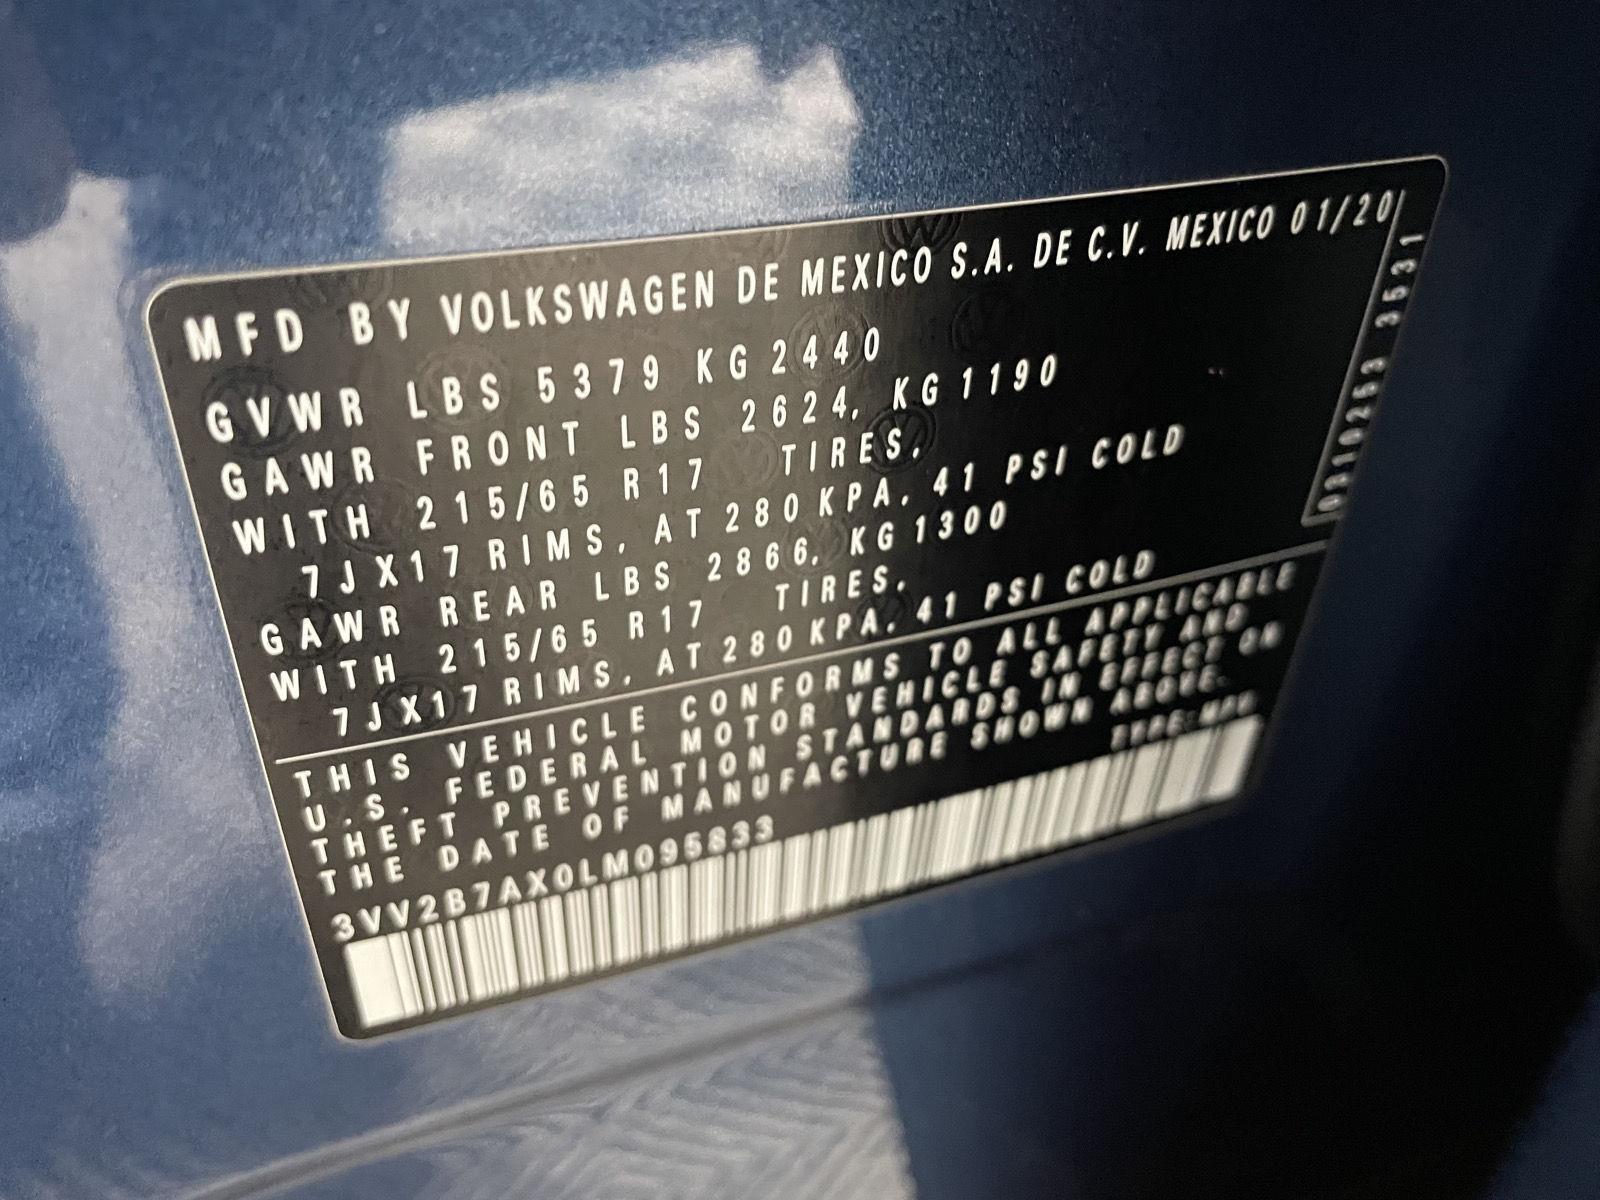 MFD BY VOLKSWAGEN DE MEXICO S.A. DE C.V. MEXICO 01/20
GVWR LBS 5379 KG 2440
GAWR FRONT LBS 2624, KG 1190
WITH 215/65 R17 TIRES,
7JX17 RIMS, AT 280 KPA, 41 PSI COLD
GAWR REAR LBS 2866, KG 1300
WITH 215/65 R17 TIRES,
7JX17 RIMS, AT 280 KPA, 41 PSI COLD
THIS VEHICLE CONFORMS TO ALL APPLICABLE
U.S. FEDERAL MOTOR VEHICLE SAFETY AND
THEFT PREVENTION STANDARDS IN EFFECT ON
THE DATE OF MANUFACTURE SHOWN ABOVE.
TYPE:MPV
3VV2B7AX0LM095833
0310263 3531